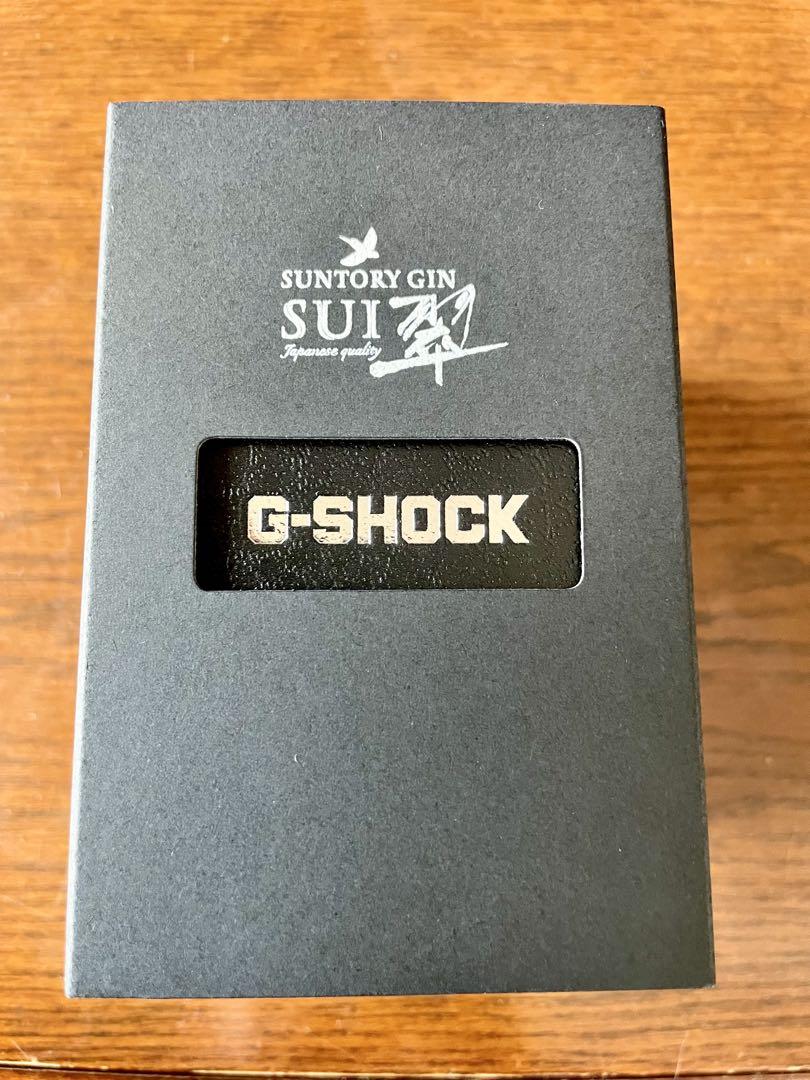 SUNTORY GIN
SUI 翠
Japanese quality
G-SHOCK